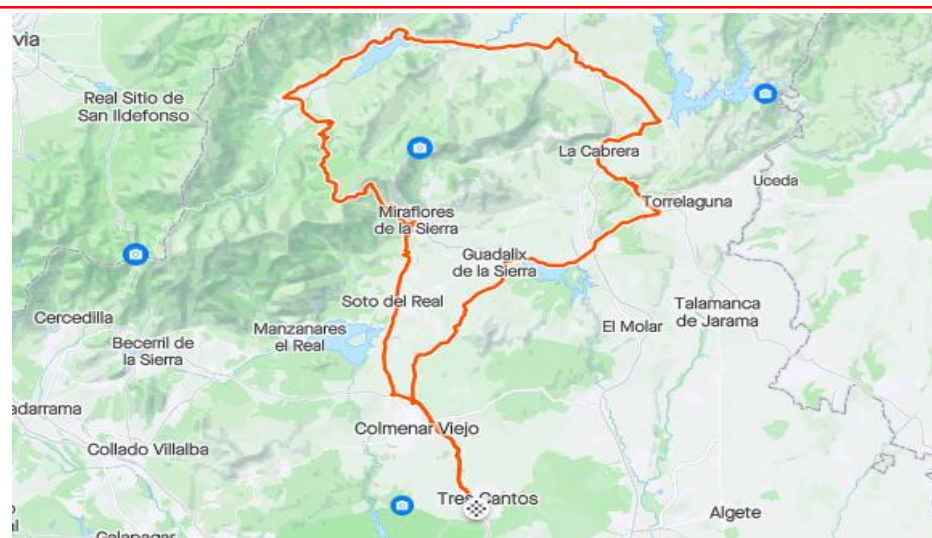 via
Real Sitio de
San Ildefonso
La Cabrera
Uceda
Torrelaguna
Miraflores
de la Sierra
Guadalix
de la Sierra
Soto del Real
Talamanca
de Jarama
Cercedilla
Manzanares
el Real
El Molar
Becerril de
la Sierra
adarrama
Colmenar Viejo
Collado Villalba
Tres Cantos
Algete
Galapagar